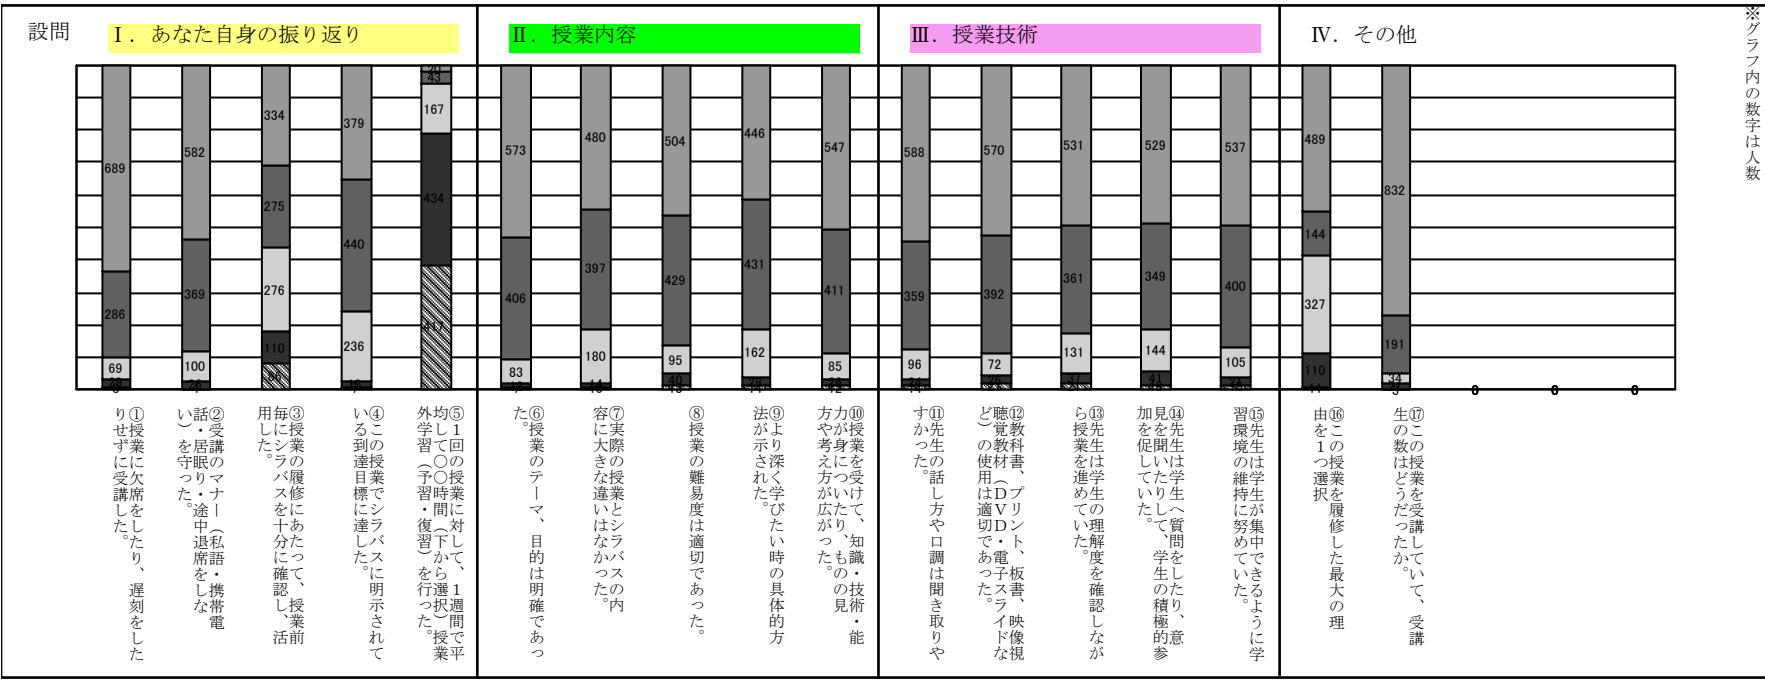 設問
Ⅰ．あなた自身の振り返り
Ⅱ．授業内容
Ⅲ．授業技術
Ⅳ．その他
※グラフ内の数字は人数
689
286
69
29
582
369
100
334
275
276
110
86
379
440
236
43
167
434
417
573
406
83
480
397
180
14
504
429
95
40
446
431
162
547
411
85
588
359
96
24
570
392
72
531
361
131
37
529
349
144
41
537
400
105
489
144
327
110
11
832
191
34
0
0
0
①授業に欠席をしたり、遅刻をした
りせずに受講した。
②受講のマナー（私語・携帯電
話・居眠り・途中退席をしな
い）を守った。
③授業の履修にあたって、授業前
毎にシラバスを十分に確認し、活
用した。
④この授業でシラバスに明示されて
いる到達目標に達した。
⑤１回の授業に対して、１週間で平
均して〇〇時間（下から選択）授業
外学習（予習・復習）を行った。
⑥授業のテーマ、目的は明確であっ
た。
⑦実際の授業とシラバスの内
容に大きな違いはなかった。
⑧授業の難易度は適切であった。
⑨より深く学びたい時の具体的方
法が示された。
⑩授業を受けて、知識・技術・能
力が身についたり、ものの見
方や考え方が広がった。
⑪先生の話し方や口調は聞き取りや
すかった。
⑫教科書、プリント、板書、映像視
聴覚教材（ＤＶＤ・電子スライドな
ど）の使用は適切であった。
⑬先生は学生の理解度を確認しなが
ら授業を進めていた。
⑭先生は学生へ質問をしたり、意
見を聞いたりして、学生の積極的参
加を促していた。
⑮先生は学生が集中できるように学
習環境の維持に努めていた。
⑯この授業を履修した最大の理
由を１つ選択
⑰この授業を受講していて、受講
生の数はどうだったか。